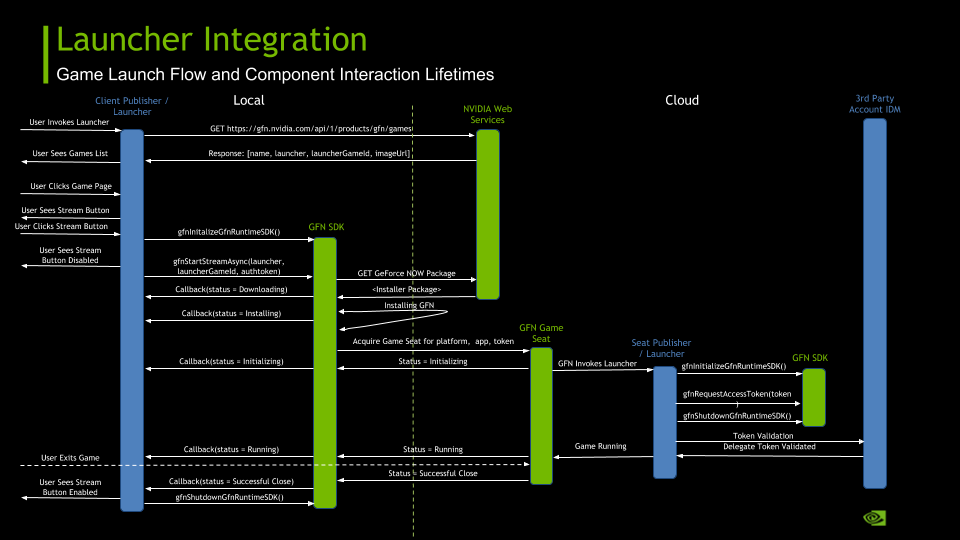 Launcher Integration
Game Launch Flow and Component Interaction Lifetimes
Client Publisher /
Launcher
Local
NVIDIA Web
Services
Cloud
3rd Party
Account IDM
User Invokes Launcher
GET https://gfn.nvidia.com/api/1/products/gfn/games
User Sees Games List
Response: [name, launcher, launcherGameId, imageUrl]
User Clicks Game Page
User Sees Stream Button
User Clicks Stream Button
gfnInitalizeGfnRuntimeSDK()
GFN SDK
User Sees Stream
Button Disabled
gfnStartStreamAsync(launcher,
launcherGameId, authtoken)
GET GeForce NOW Package
Callback(status = Downloading)
<Installer Package>
Installing GFN
Callback(status = Installing)
GFN Game
Seat
Acquire Game Seat for platform, app, token
Seat Publisher
/ Launcher
GFN SDK
Callback(status = Initializing)
Status = Initializing
GFN Invokes Launcher
gfnInitializeGfnRuntimeSDK()
gfnRequestAccessToken(token
)
gfnShutdownGfnRuntimeSDK()
Token Validation
Delegate Token Validated
Callback(status = Running)
Status = Running
Game Running
User Exits Game
Status = Successful Close
User Sees Stream
Button Enabled
Callback(status = Successful Close)
gfnShutdownGfnRuntimeSDK()